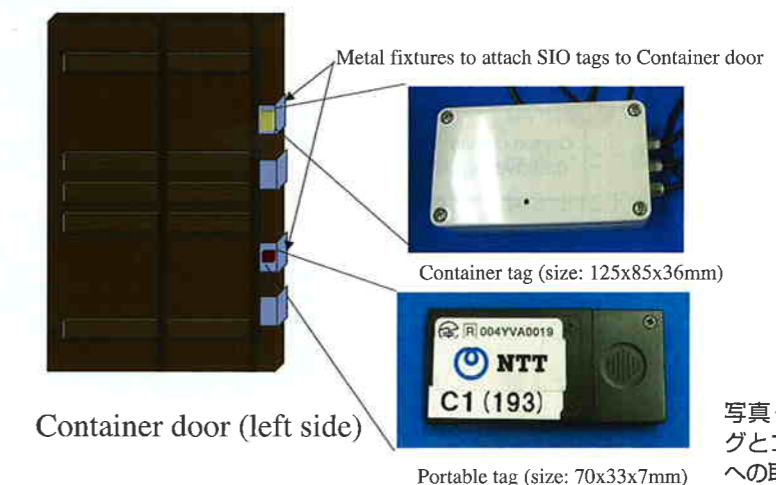 Metal fixtures to attach SIO tags to Container door
Container tag (size: 125x85x36mm)
R 004YVA0019
NTT
C1 (193)
Container door (left side)
Portable tag (size: 70x33x7mm)
写真
グとコ
への取